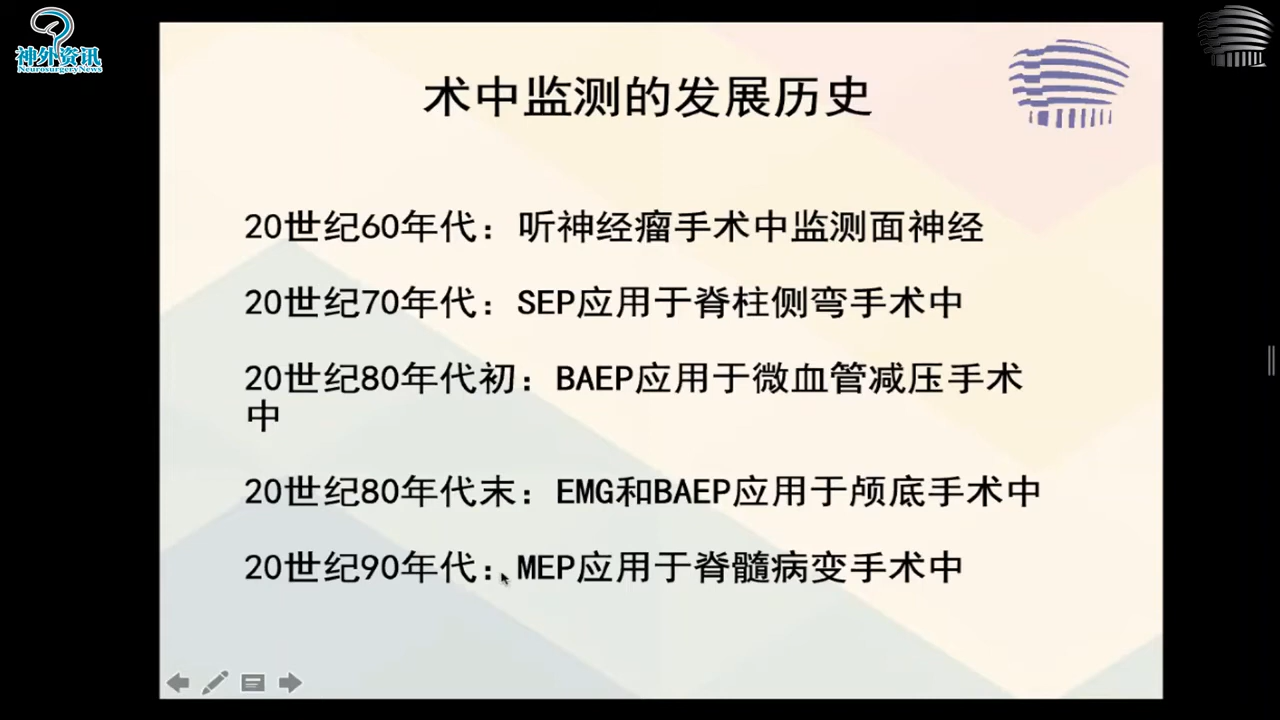 神外资讯
NeurosurgeryNews
术中监测的发展历史
20世纪60年代：听神经瘤手术中监测面神经
20世纪70年代：SEP应用于脊柱侧弯手术中
20世纪80年代初：BAEP应用于微血管减压手术
中
20世纪80年代末：EMG和BAEP应用于颅底手术中
20世纪90年代：MEP应用于脊髓病变手术中